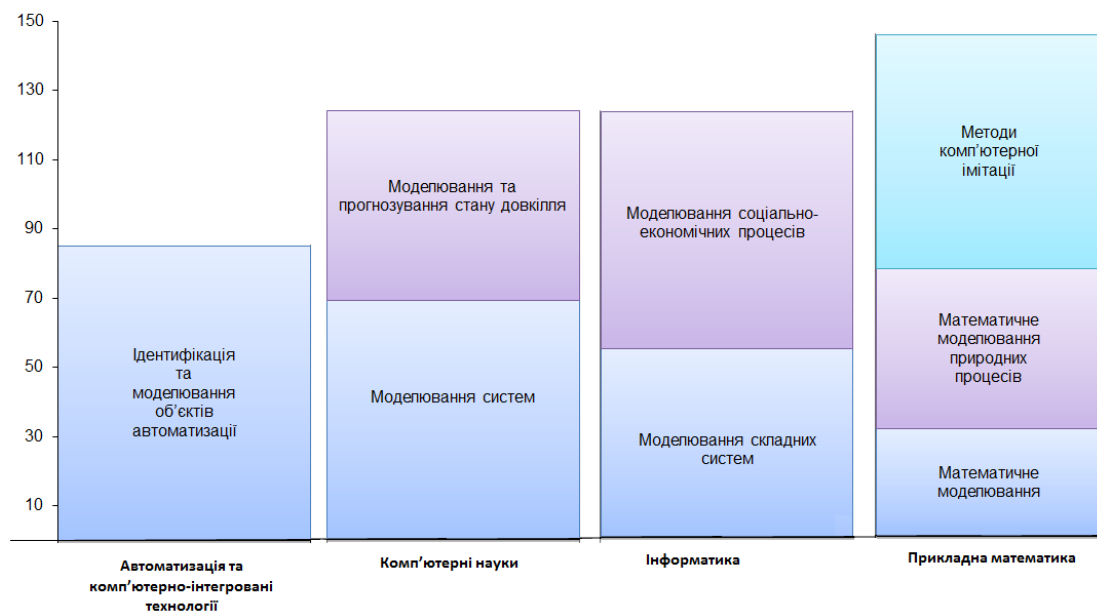 150
130
110
90
70
50
30
10
Ідентифікація
та
моделювання
об’єктів
автоматизації
Моделювання та
прогнозування стану довкілля
Моделювання систем
Моделювання соціально-
економічних процесів
Моделювання складних
систем
Методи
комп’ютерної
імітації
Математичне
моделювання
природних
процесів
Математичне
моделювання
Автоматизація та
комп’ютерно-інтегровані
технології
Комп’ютерні науки
Інформатика
Прикладна математика